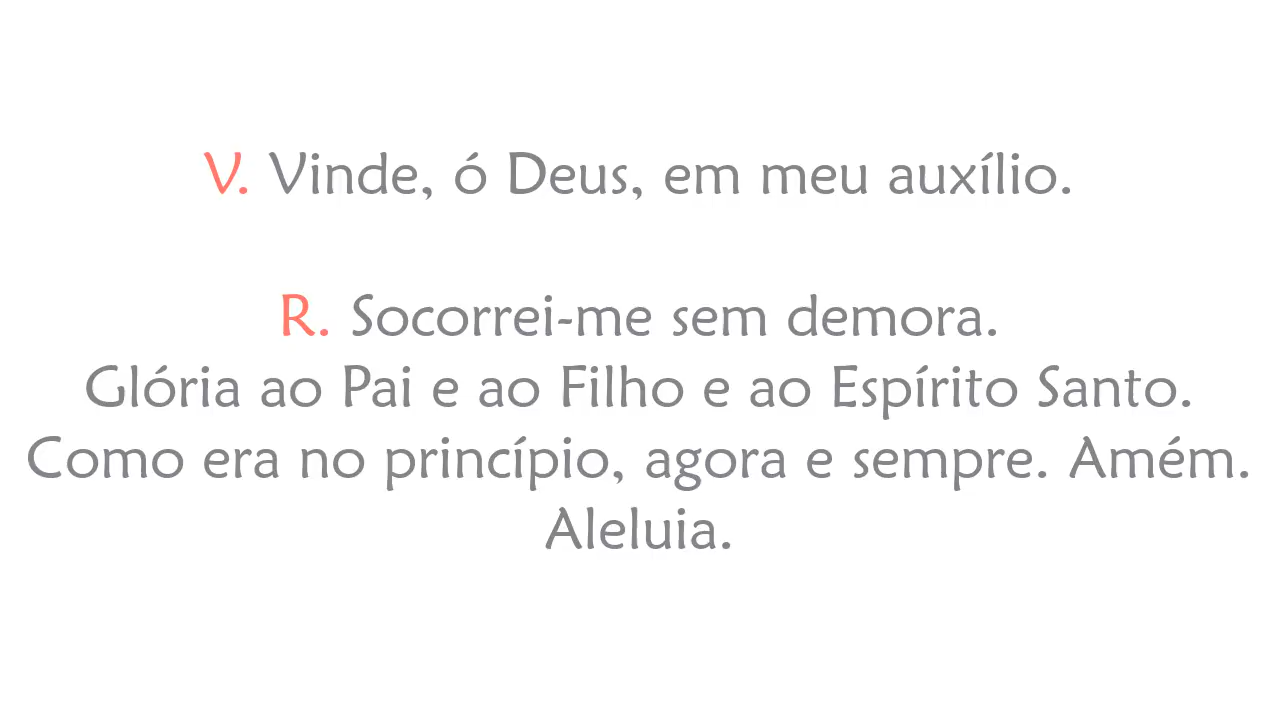 V. Vinde, ó Deus, em meu auxílio.
R. Socorrei-me sem demora.
Glória ao Pai e ao Filho e ao Espírito Santo.
Como era no princípio, agora e sempre. Amém.
Aleluia.